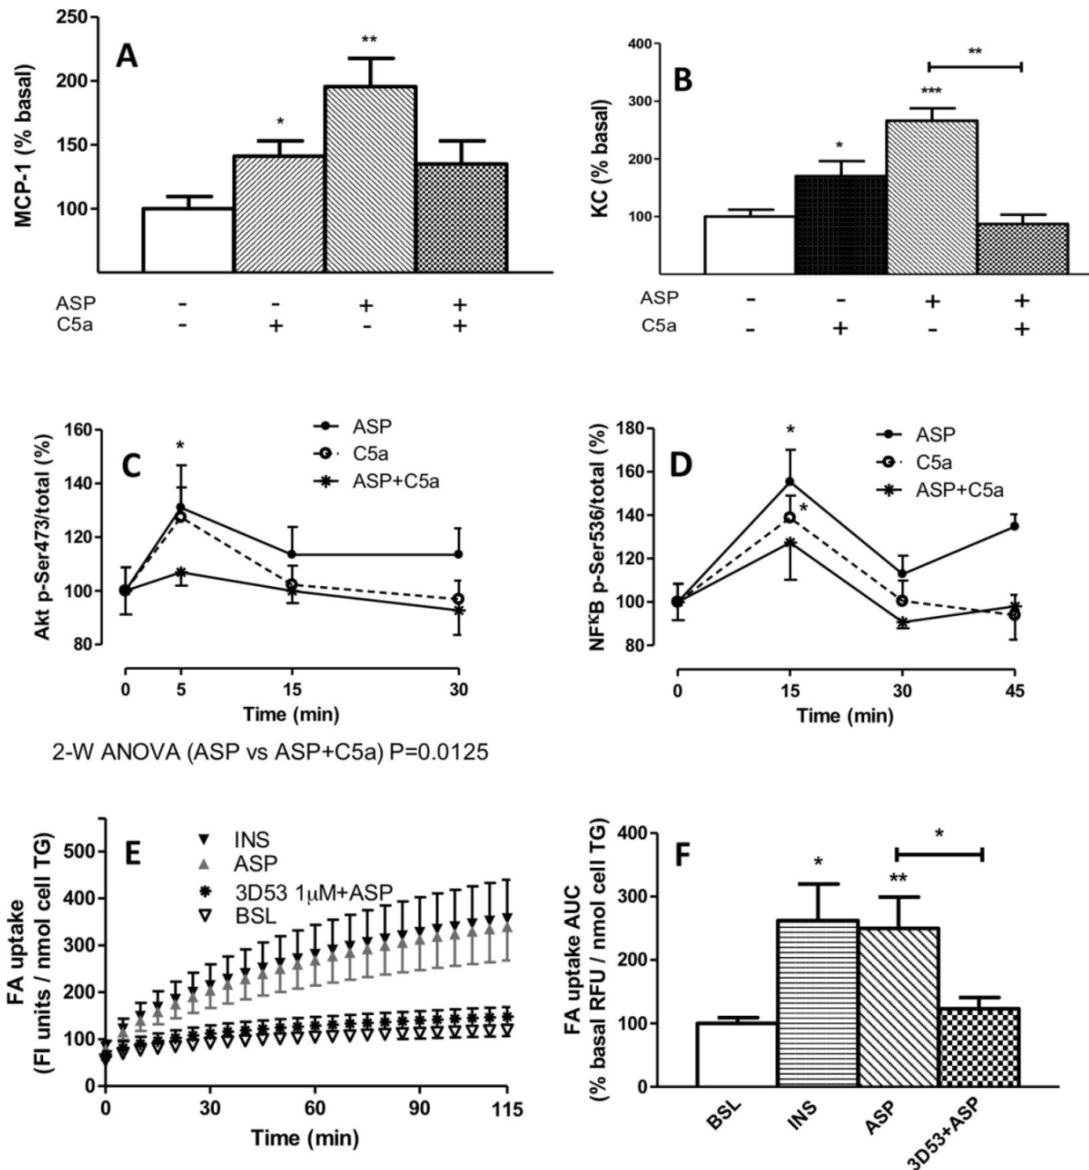 A
MCP-1 (% basal)
250
200
150
100
*
**
ASP - - + +
C5a - + - +
B
KC (% basal)
400
300
200
100
*
***
**
ASP - - + +
C5a - + - +
C
Akt p-Ser473/total (%)
160
140
120
100
80
*
ASP
C5a
ASP+C5a
0 5 15 30
Time (min)
2-W ANOVA (ASP vs ASP+C5a) P=0.0125
D
NFκB p-Ser536/total (%)
180
160
140
120
100
80
*
*
ASP
C5a
ASP+C5a
0 15 30 45
Time (min)
E
FA uptake
(FI units / nmol cell TG)
500
400
300
200
100
0
INS
ASP
3D53 1µM+ASP
BSL
0 30 60 90 115
Time (min)
F
FA uptake AUC
(% basal RFU / nmol cell TG)
400
300
200
100
0
*
**
*
BSL
INS
ASP
3D53+ASP